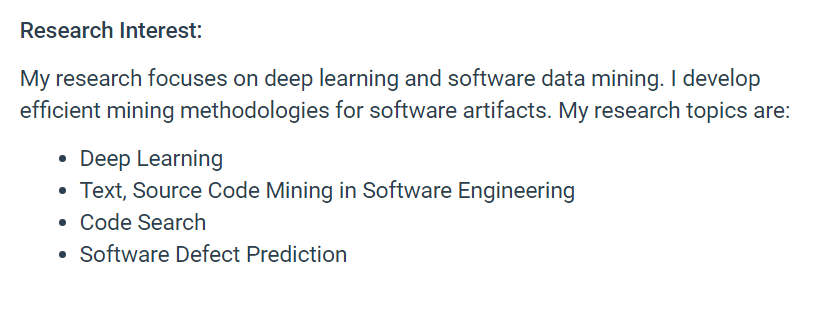 Research Interest:
My research focuses on deep learning and software data mining. I develop
efficient mining methodologies for software artifacts. My research topics are:
• Deep Learning
• Text, Source Code Mining in Software Engineering
• Code Search
• Software Defect Prediction